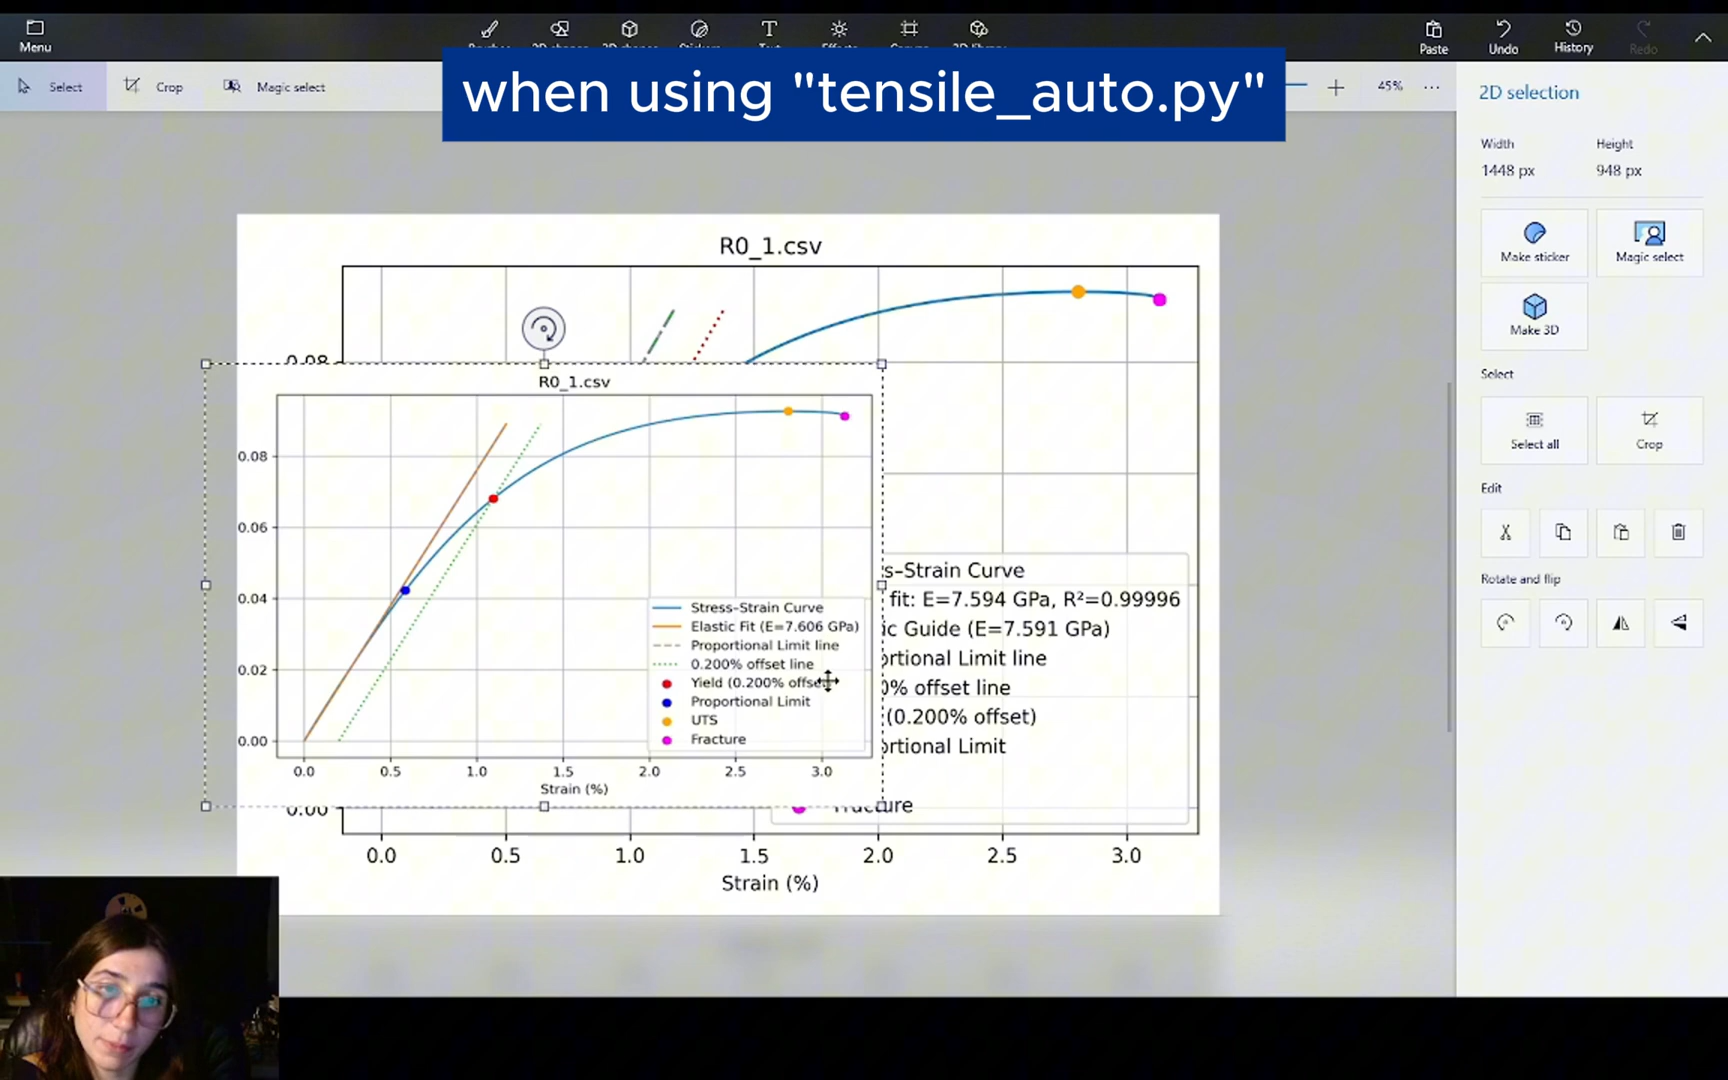 Menu
Paste
Undo
History
Redo
Select
Crop
Magic select
when using "tensile_auto.py"
45%
2D selection
Width
Height
1448 px
948 px
Make sticker
Magic select
Make 3D
Select
Select all
Crop
Edit
Rotate and flip
R0_1.csv
0.08
R0_1.csv
0.08
0.06
0.04
0.02
0.00
Stress–Strain Curve
Elastic Fit (E=7.606 GPa)
Proportional Limit line
0.200% offset line
Yield (0.200% offset
Proportional Limit
UTS
Fracture
0.0 0.5 1.0 1.5 2.0 2.5 3.0
Strain (%)
s–Strain Curve
fit: E=7.594 GPa, R²=0.99996
ic Guide (E=7.591 GPa)
ortional Limit line
0% offset line
(0.200% offset)
ortional Limit
Fracture
0.00
0.0 0.5 1.0 1.5 2.0 2.5 3.0
Strain (%)